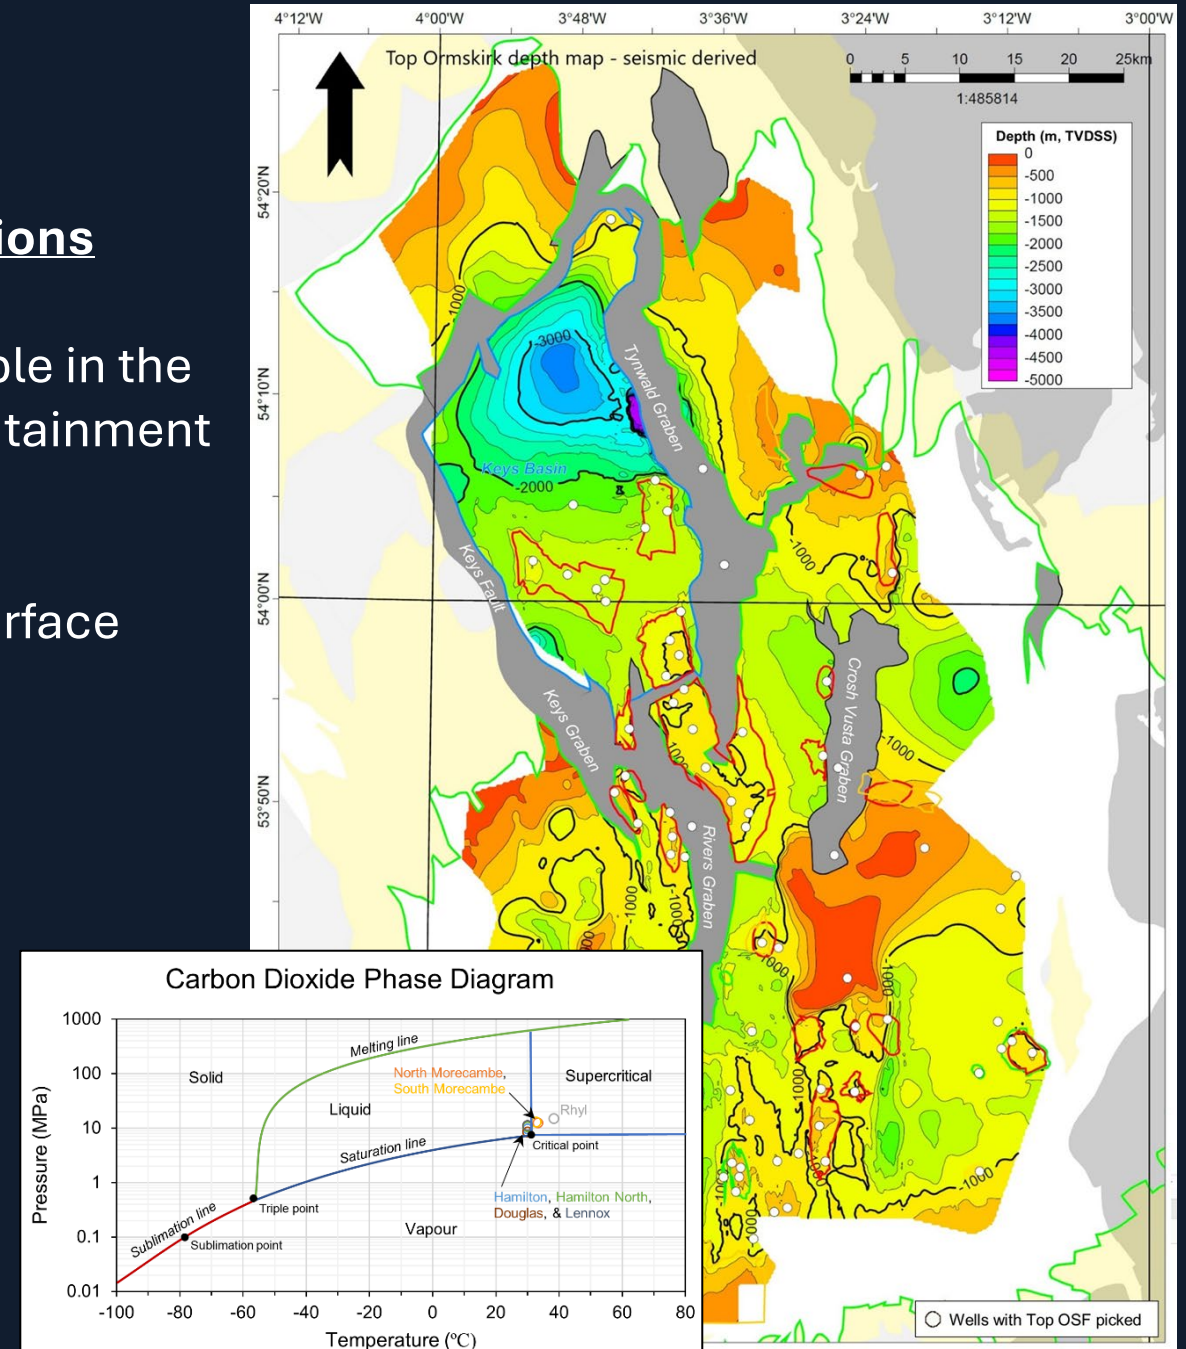 ions
ole in the
tainment
rface
4°12'W 4°00'W 3°48'W 3°36'W 3°24'W 3°12'W 3°00'W
Top Ormskirk depth map - seismic derived
0 5 10 15 20 25km
1:485814
Depth (m, TVDSS)
0
-500
-1000
-1500
-2000
-2500
-3000
-3500
-4000
-4500
-5000
54°20'N
54°10'N
54°00'N
53°50'N
-1000
-3000
Tynwald Graben
Keys Basin
-2000
-1000
Keys Fault
Keys Graben
Crosh Vusta Graben
-1000
Rivers Graben
-1000
-1000
-1000
-1000
-1000
Wells with Top OSF picked
Carbon Dioxide Phase Diagram
Pressure (MPa)
1000
100
10
1
0.1
0.01
-100 -80 -60 -40 -20 0 20 40 60 80
Temperature (ºC)
Melting line
Solid
North Morecambe,
South Morecambe
Supercritical
Liquid
Rhyl
Saturation line
Critical point
Triple point
Hamilton, Hamilton North,
Douglas, & Lennox
Sublimation line
Vapour
Sublimation point